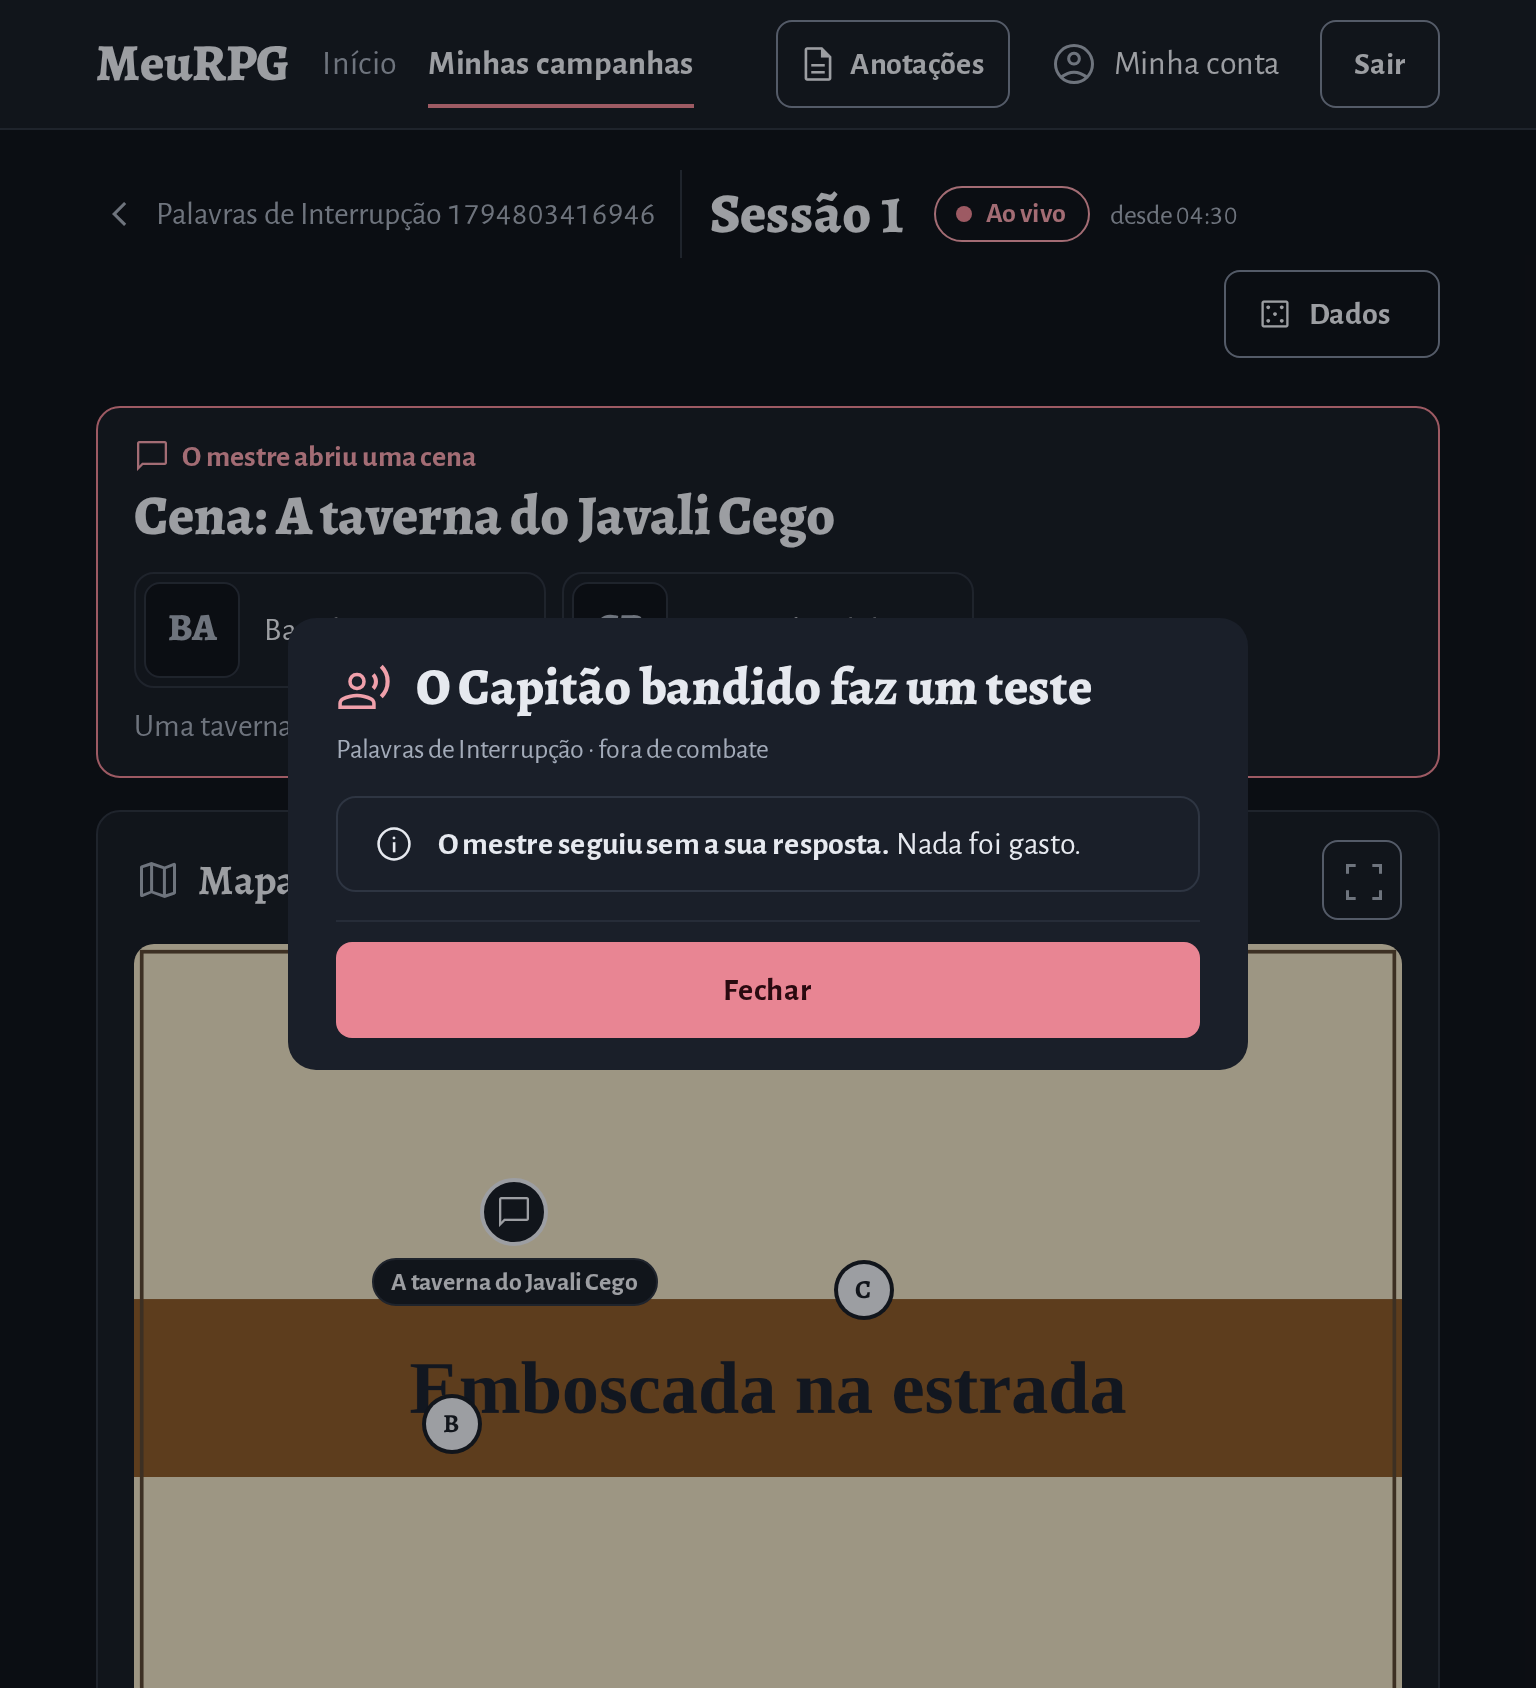 MeuRPG Início Minhas campanhas Anotações Minha conta Sair
Palavras de Interrupção 1794803416946 Sessão 1 Ao vivo desde 04:30
Dados
O mestre abriu uma cena
Cena: A taverna do Javali Cego
BA
Uma taverna
O Capitão bandido faz um teste
Palavras de Interrupção · fora de combate
O mestre seguiu sem a sua resposta. Nada foi gasto.
Fechar
A taverna do Javali Cego
C
Emboscada na estrada
B